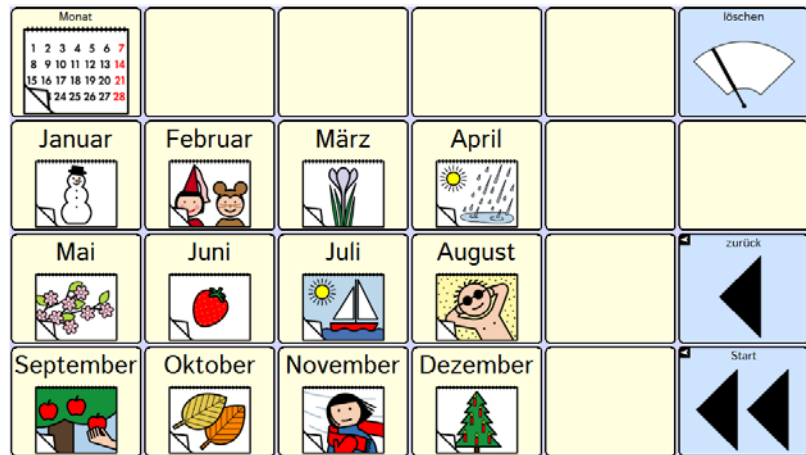 Monat
1 2 3 4 5 6 7
8 9 10 11 12 13 14
15 16 17 18 19 20 21
24 25 26 27 28
löschen
Januar
Februar
März
April
Mai
Juni
Juli
August
zurück
September
Oktober
November
Dezember
Start